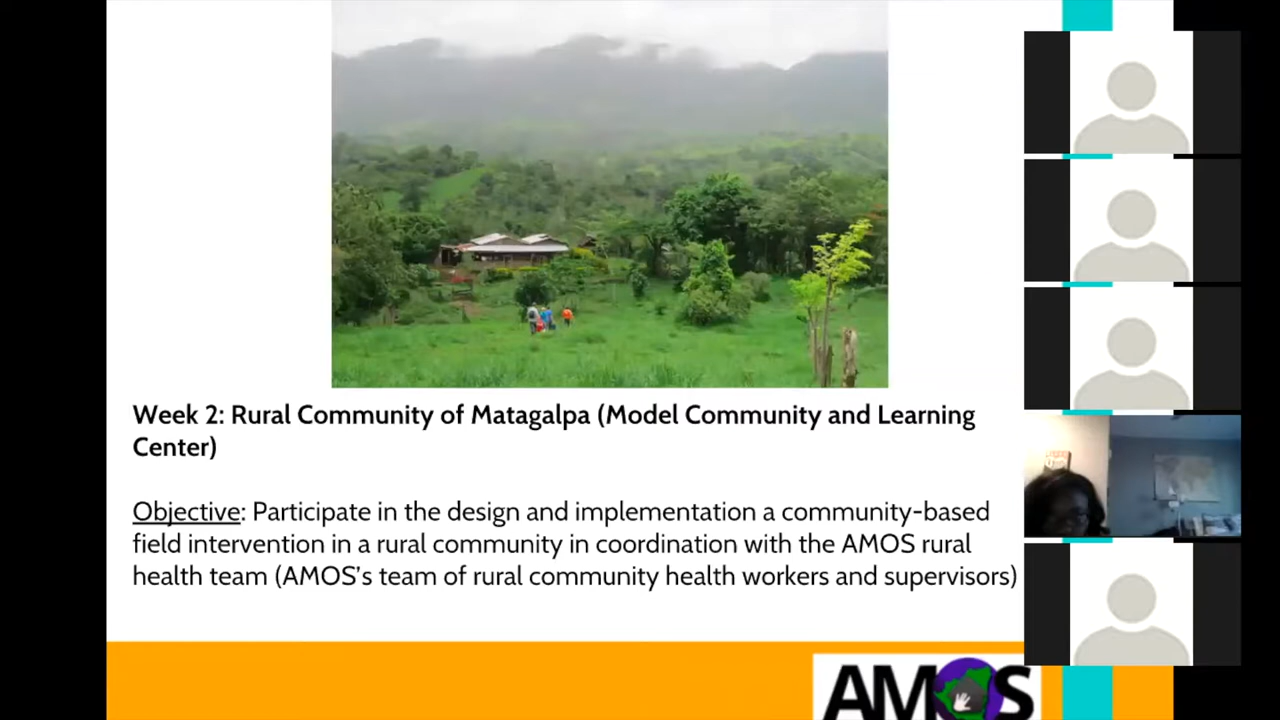 Week 2: Rural Community of Matagalpa (Model Community and Learning
Center)
Objective: Participate in the design and implementation a community-based
field intervention in a rural community in coordination with the AMOS rural
health team (AMOS's team of rural community health workers and supervisors)
AMOS